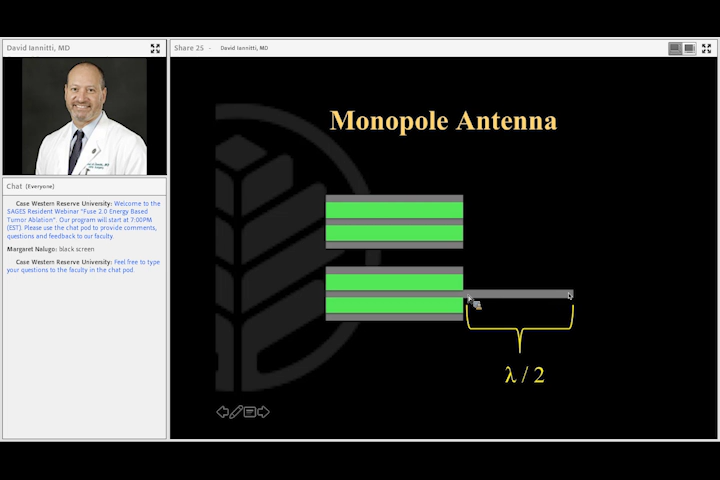 David Iannitti, MD
Share 25 - David Iannitti, MD
Chat (Everyone)
Case Western Reserve University: Welcome to the
SAGES Resident Webinar "Fuse 2.0 Energy Based
Tumor Ablation". Our program will start at 7:00PM
(EST). Please use the chat pod to provide comments,
questions and feedback to our faculty.
Margaret Nalugo: black screen
Case Western Reserve University: Feel free to type
your questions to the faculty in the chat pod.
Monopole Antenna
λ / 2